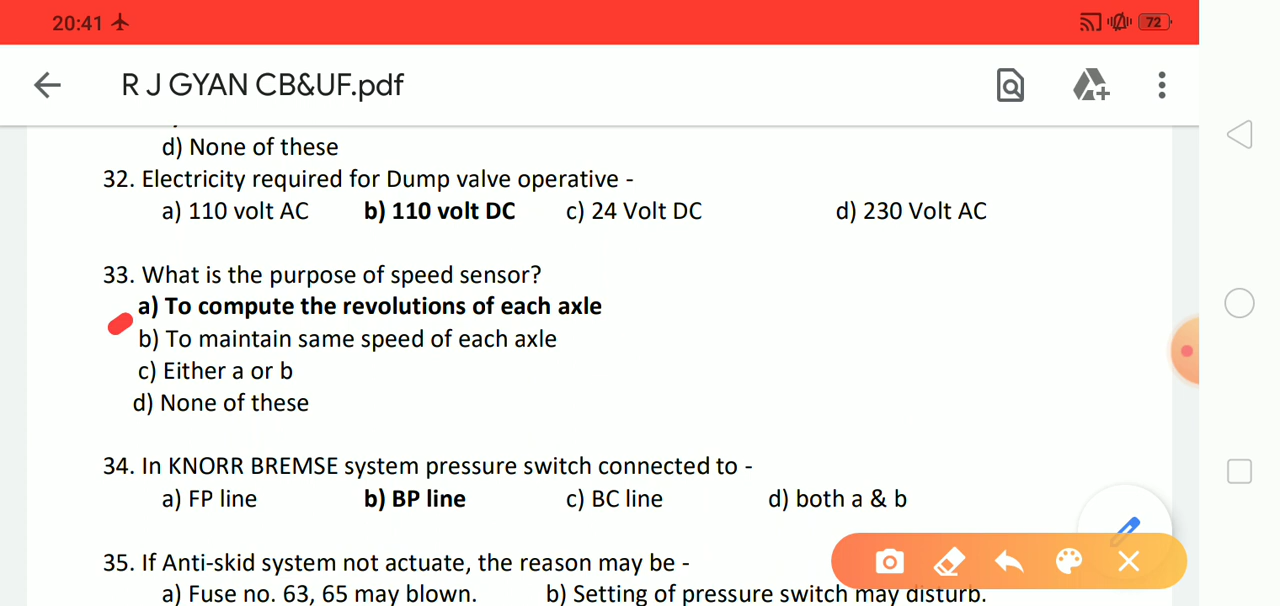 20:41
72
R J GYAN CB&UF.pdf
d) None of these
32. Electricity required for Dump valve operative -
a) 110 volt AC b) 110 volt DC c) 24 Volt DC d) 230 Volt AC
33. What is the purpose of speed sensor?
a) To compute the revolutions of each axle
b) To maintain same speed of each axle
c) Either a or b
d) None of these
34. In KNORR BREMSE system pressure switch connected to -
a) FP line b) BP line c) BC line d) both a & b
35. If Anti-skid system not actuate, the reason may be -
a) Fuse no. 63, 65 may blown. b) Setting of pressure switch may disturb.